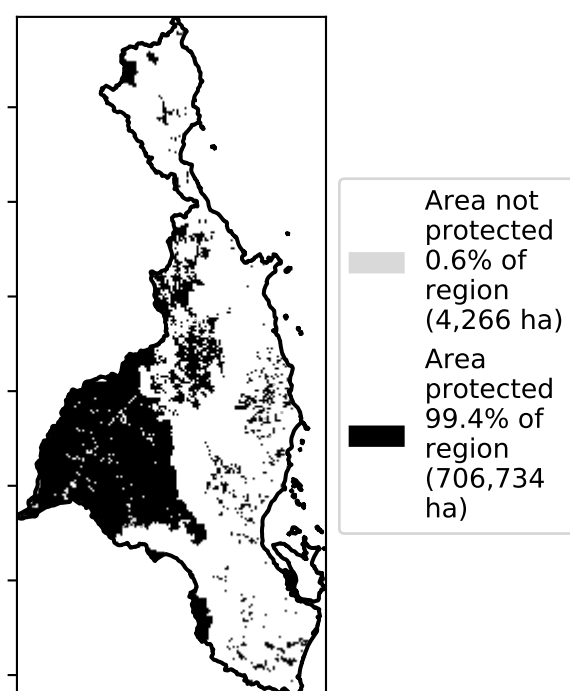 Area not
protected
0.6% of
region
(4,266 ha)
Area
protected
99.4% of
region
(706,734
ha)